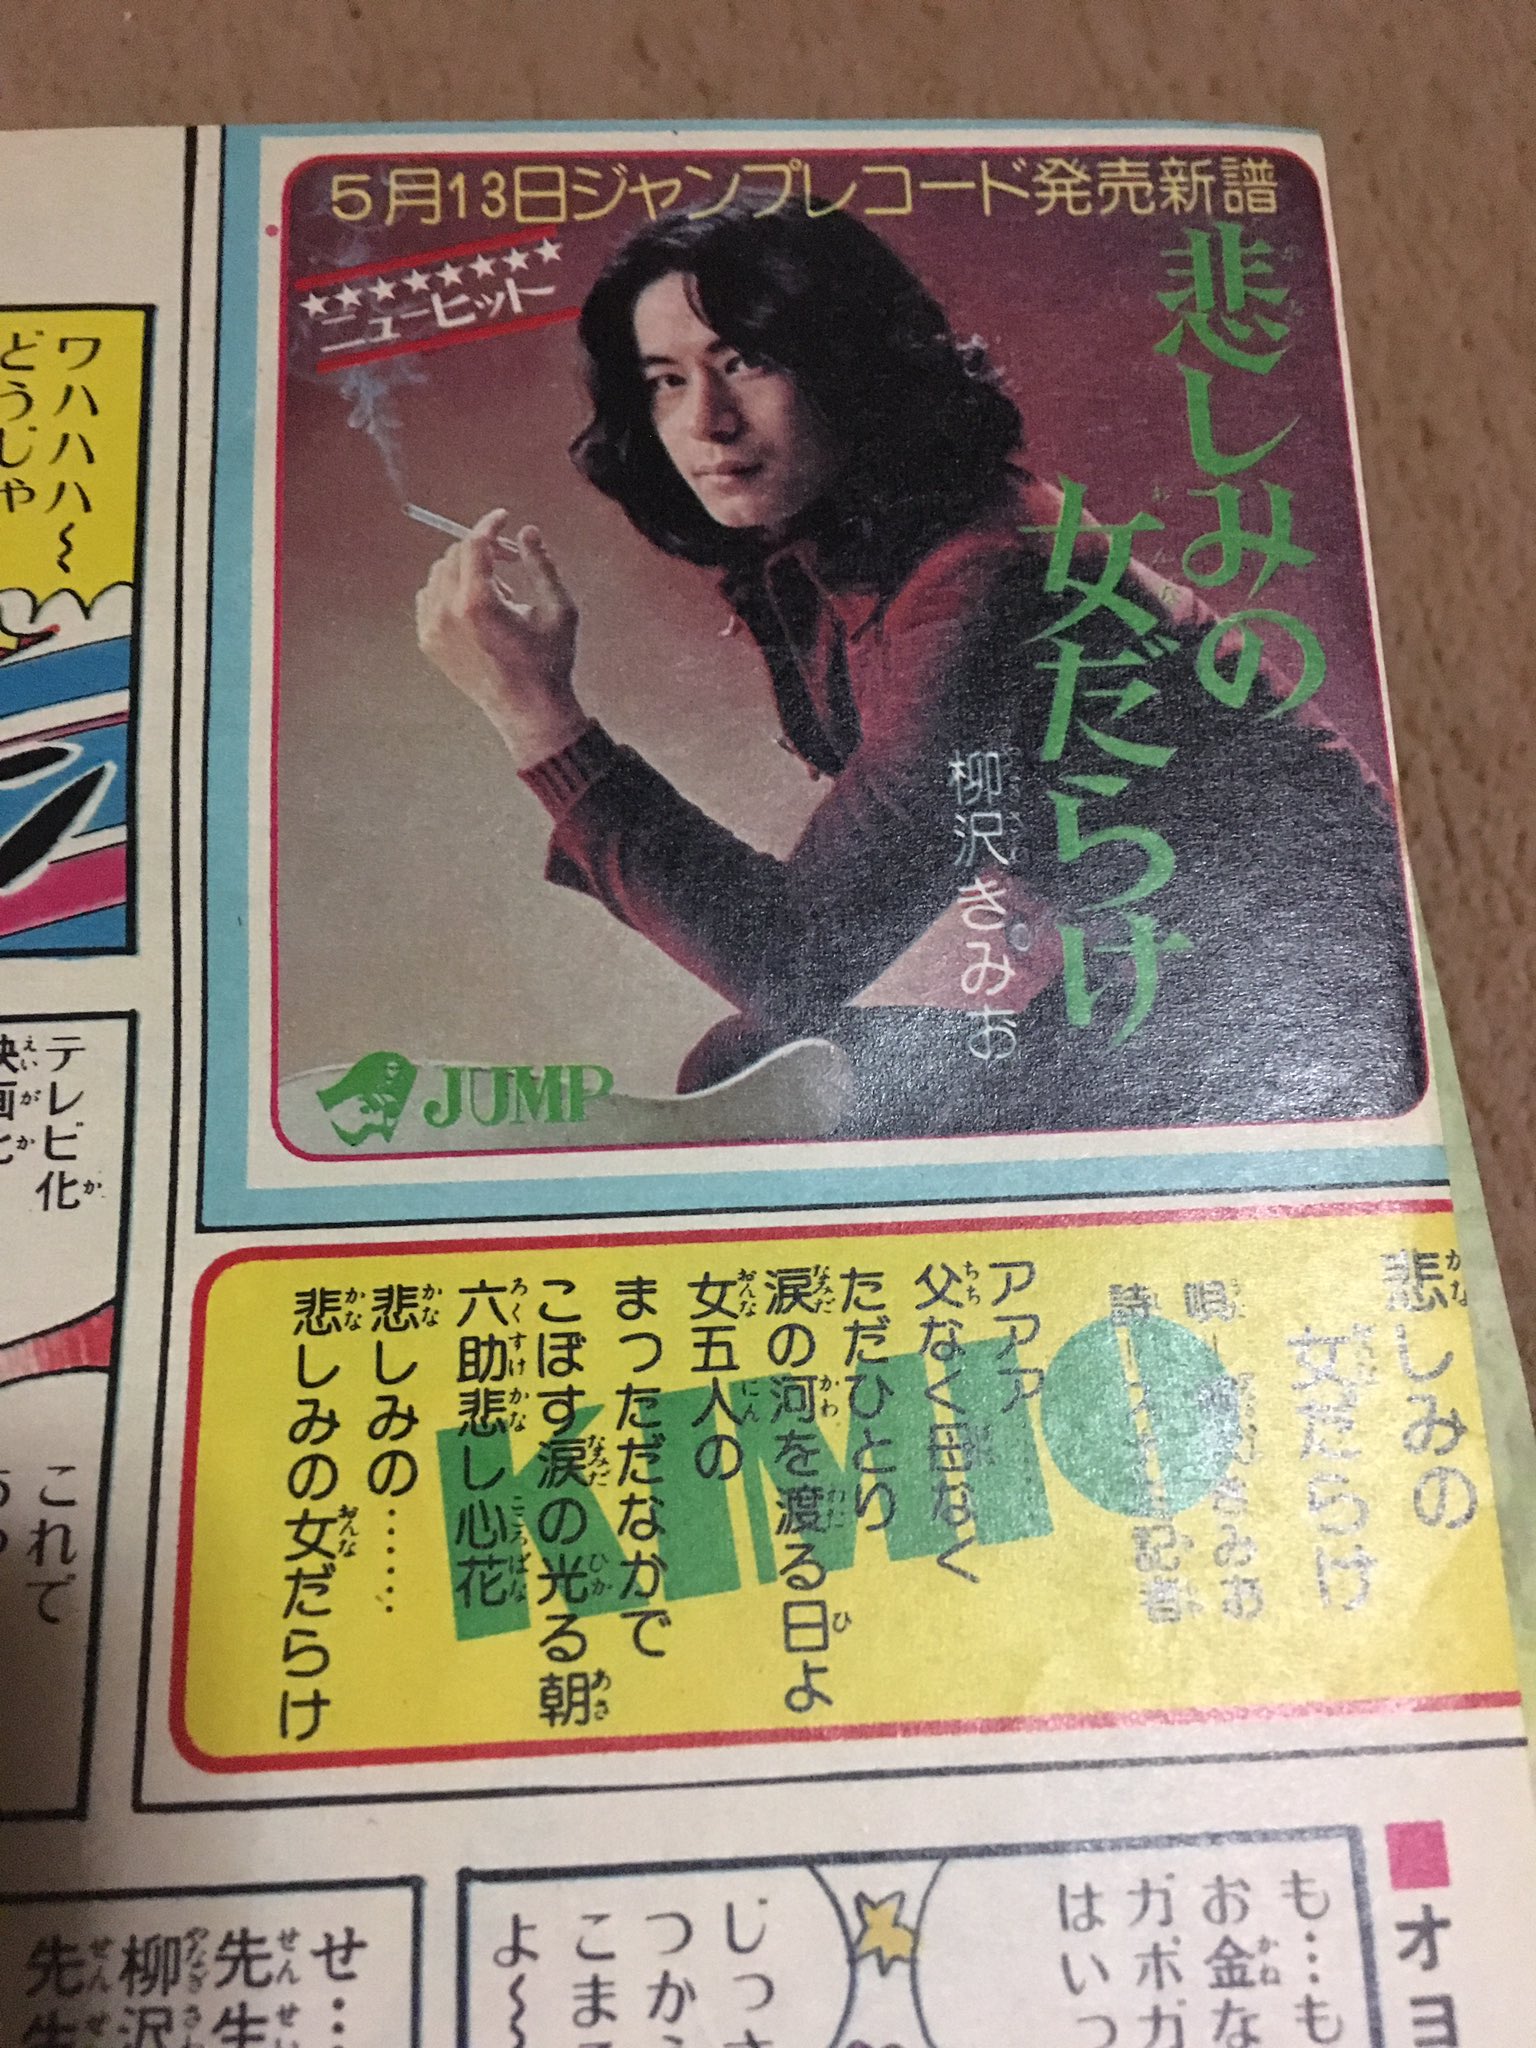 5月13日ジャンプレコード発売新譜
ニューヒット
悲しみの
女だらけ
柳沢きみお
JUMP
悲しみの
女だらけ
唄―柳沢きみお
アアア
父なく母なく
ただひとり
涙の河を渡る日よ
女五人の
まっただなかで
こぼす涙の光る朝
六助悲し心花
悲しみの……
悲しみの女だらけ
KIMIO
ワハハハ〜
どうじゃ
テレビ化
これで
せ…
先生
柳沢
先生
じっさ
つか
こま
よ〜
も…も
お金な
ガポガ
はいっ
オヨ